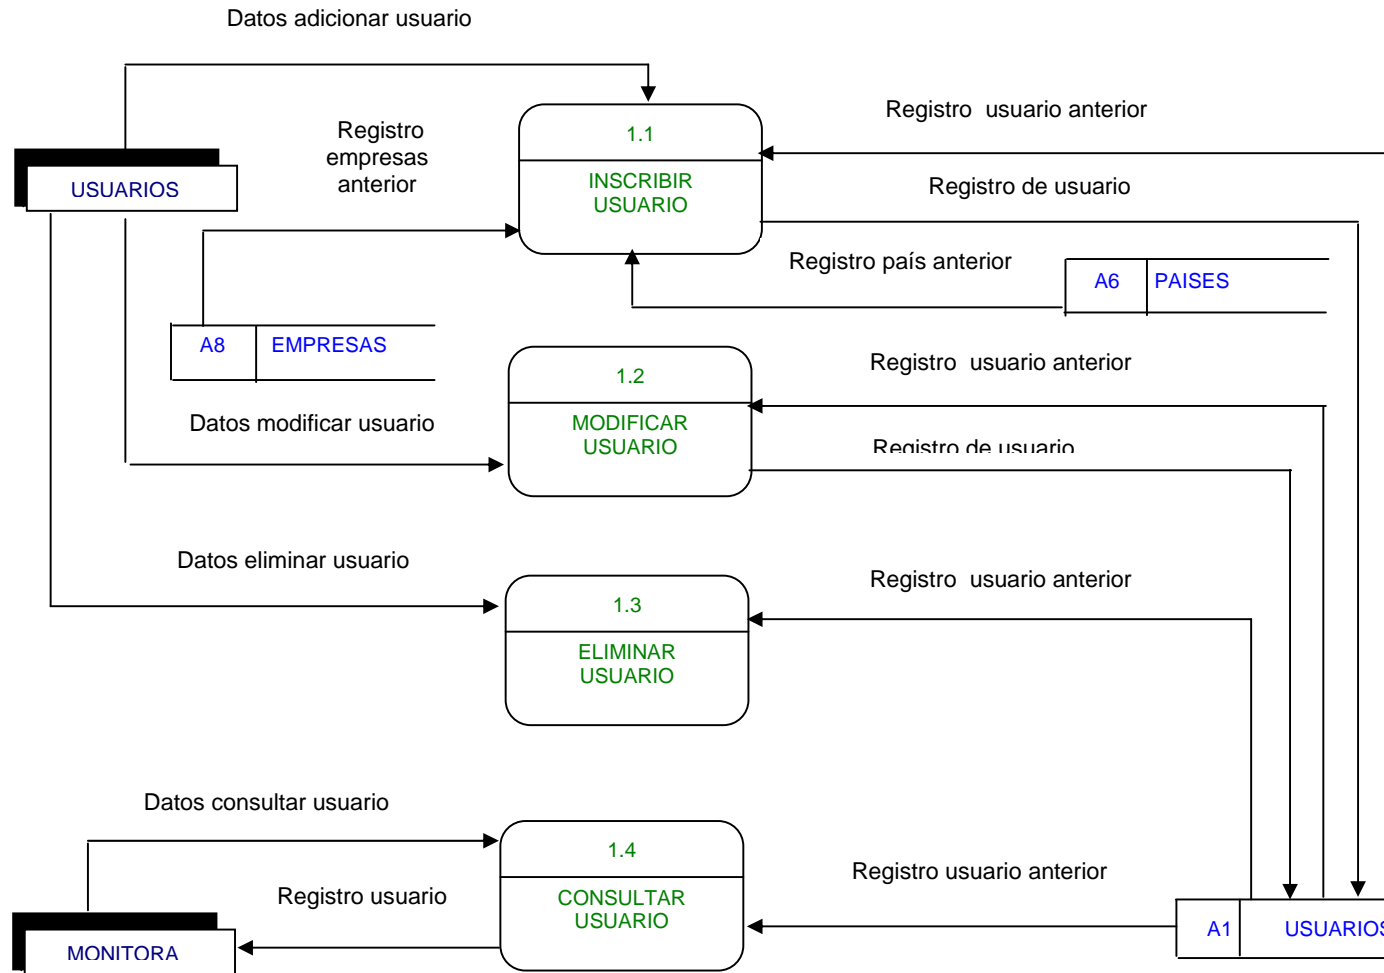 Datos adicionar usuario
Registro usuario anterior
1.1
Registro
empresas
anterior
INSCRIBIR
USUARIO
USUARIOS
Registro de usuario
Registro país anterior
A6 PAISES
A8 EMPRESAS
1.2
Registro usuario anterior
Datos modificar usuario
MODIFICAR
USUARIO
Registro de usuario
Datos eliminar usuario
Registro usuario anterior
1.3
ELIMINAR
USUARIO
Datos consultar usuario
1.4
Registro usuario anterior
Registro usuario
CONSULTAR
USUARIO
A1 USUARIOS
MONITORA